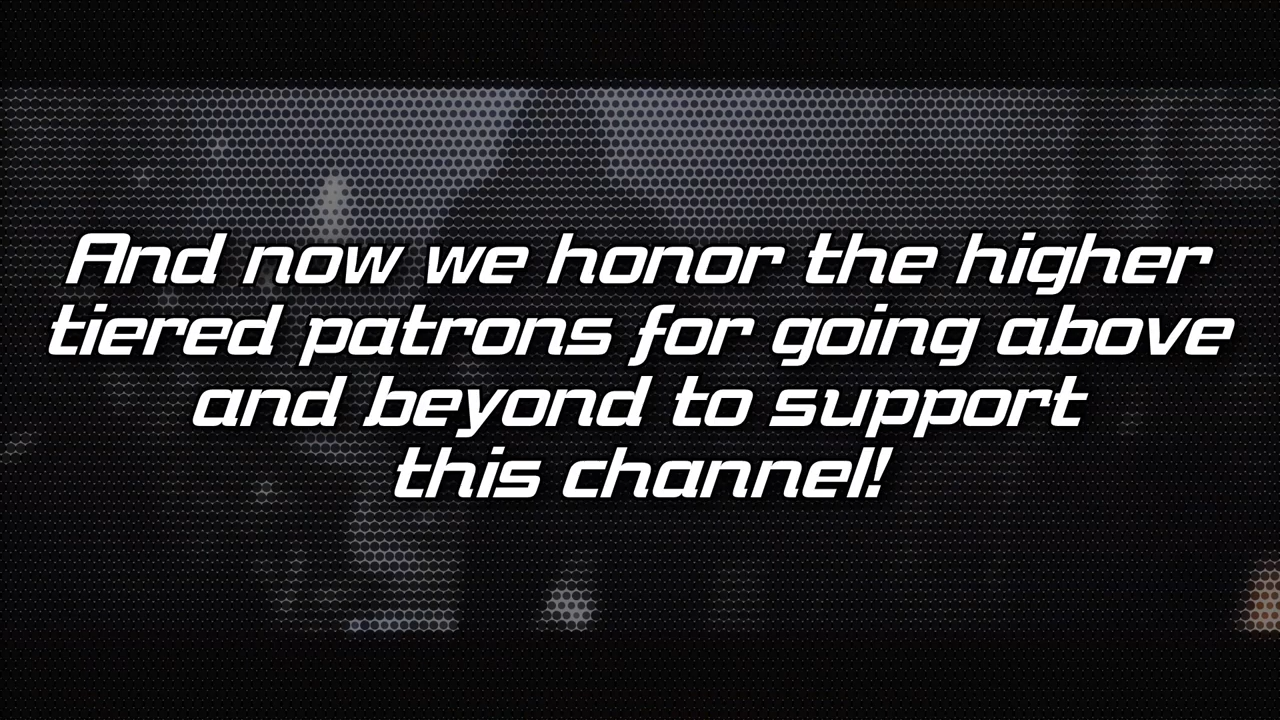 And now we honor the higher
tiered patrons for going above
and beyond to support
this channel!